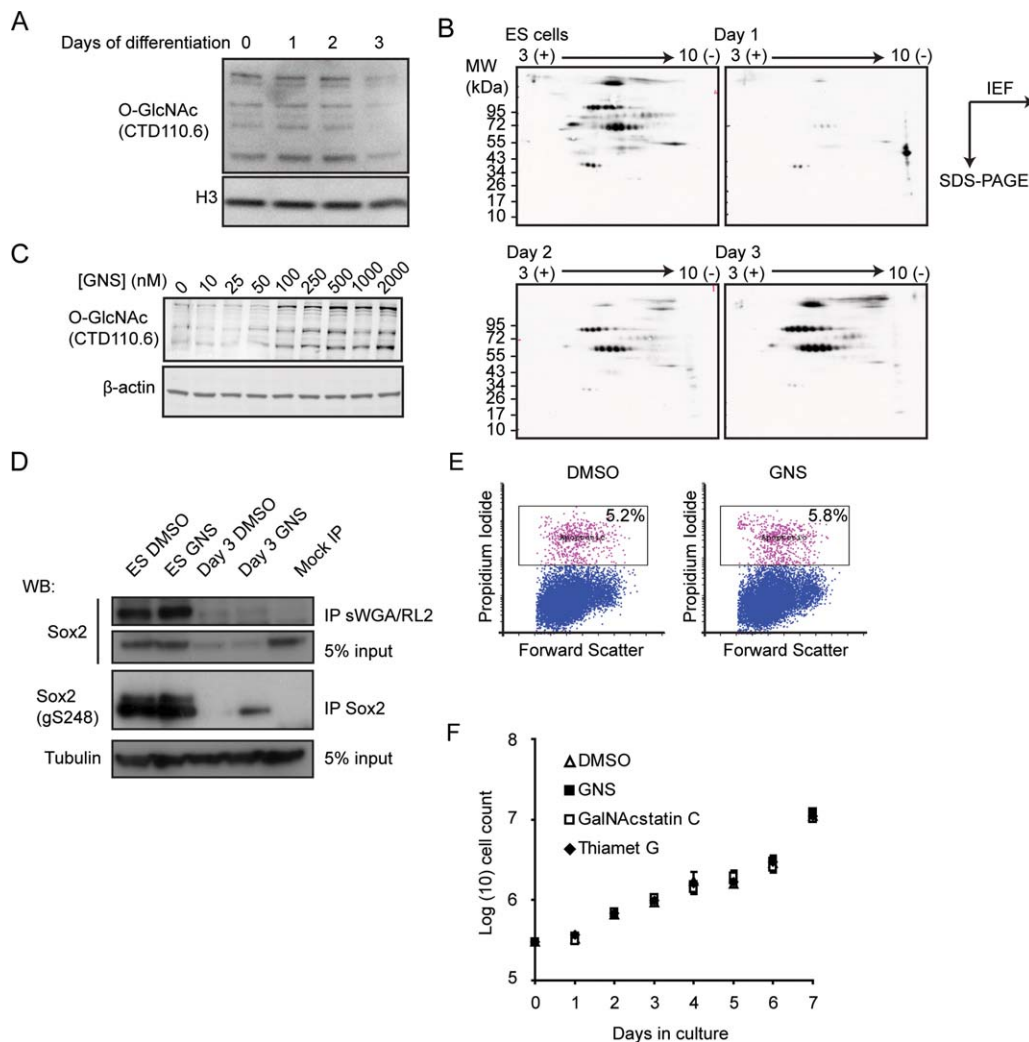 A
Days of differentiation 0 1 2 3
O-GlcNAc
(CTD110.6)
H3
B
ES cells
Day 1
3 (+) 10 (-)
3 (+) 10 (-)
MW
(kDa)
95
72
55
43
34
26
17
10
IEF
SDS-PAGE
Day 2
Day 3
3 (+) 10 (-)
3 (+) 10 (-)
95
72
55
43
34
26
17
10
C
[GNS] (nM) 0 10 25 50 100 250 500 1000 2000
O-GlcNAc
(CTD110.6)
β-actin
D
ES DMSO
ES GNS
Day 3 DMSO
Day 3 GNS
Mock IP
WB:
Sox2
IP sWGA/RL2
5% input
Sox2
(gS248)
IP Sox2
Tubulin
5% input
E
DMSO
GNS
5.2%
5.8%
Propidium Iodide
Propidium Iodide
Forward Scatter
Forward Scatter
F
8
7
6
5
Log (10) cell count
DMSO
GNS
GalNAcstatin C
Thiamet G
0 1 2 3 4 5 6 7
Days in culture